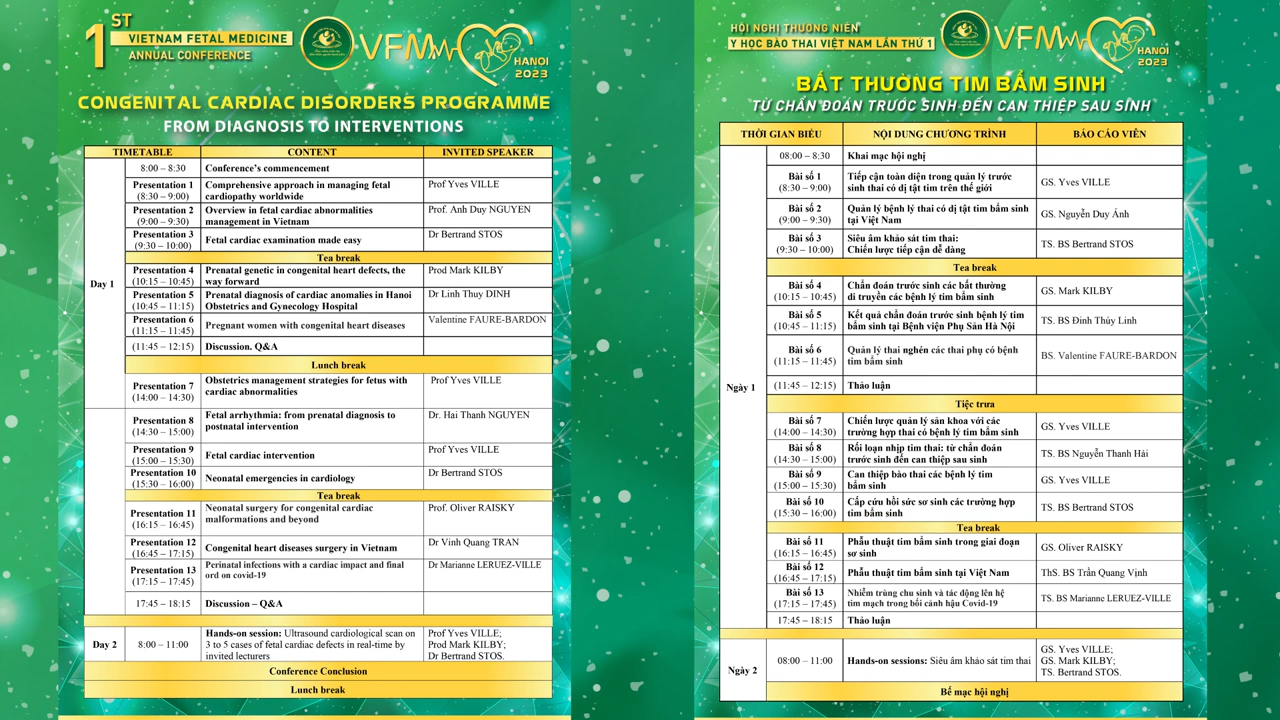 1ST
VIETNAM FETAL MEDICINE
ANNUAL CONFERENCE
VFM
HANOI
2023
CONGENITAL CARDIAC DISORDERS PROGRAMME
FROM DIAGNOSIS TO INTERVENTIONS
TIMETABLE CONTENT INVITED SPEAKER
8:00 – 8:30 Conference's commencement
Presentation 1 Comprehensive approach in managing fetal Prof Yves VILLE
(8:30 – 9:00) cardiopathy worldwide
Presentation 2 Overview in fetal cardiac abnormalities Prof. Anh Duy NGUYEN
(9:00 – 9:30) management in Vietnam
Presentation 3 Fetal cardiac examination made easy Dr Bertrand STOS
(9:30 – 10:00)
Tea break
Day 1
Presentation 4 Prenatal genetic in congenital heart defects, the Prod Mark KILBY
(10:15 – 10:45) way forward
Presentation 5 Prenatal diagnosis of cardiac anomalies in Hanoi Dr Linh Thuy DINH
(10:45 – 11:15) Obstetrics and Gynecology Hospital
Presentation 6 Pregnant women with congenital heart diseases Valentine FAURE-BARDON
(11:15 – 11:45)
(11:45 – 12:15) Discussion. Q&A
Lunch break
Presentation 7 Obstetrics management strategies for fetus with Prof Yves VILLE
(14:00 – 14:30) cardiac abnormalities
Presentation 8 Fetal arrhythmia: from prenatal diagnosis to Dr. Hai Thanh NGUYEN
(14:30 – 15:00) postnatal intervention
Presentation 9 Fetal cardiac intervention Prof Yves VILLE
(15:00 – 15:30)
Presentation 10 Neonatal emergencies in cardiology Dr Bertrand STOS
(15:30 – 16:00)
Tea break
Presentation 11 Neonatal surgery for congenital cardiac Prof. Oliver RAISKY
(16:15 – 16:45) malformations and beyond
Presentation 12 Congenital heart diseases surgery in Vietnam Dr Vinh Quang TRAN
(16:45 – 17:15)
Presentation 13 Perinatal infections with a cardiac impact and final Dr Marianne LERUEZ-VILLE
(17:15 – 17:45) ord on covid-19
17:45 – 18:15 Discussion – Q&A
Day 2 8:00 – 11:00 Hands-on session: Ultrasound cardiological scan on Prof Yves VILLE;
3 to 5 cases of fetal cardiac defects in real-time by Prod Mark KILBY;
invited lecturers Dr Bertrand STOS.
Conference Conclusion
Lunch break
HỘI NGHỊ THƯỜNG NIÊN
Y HỌC BÀO THAI VIỆT NAM LẦN THỨ 1
VFM
HANOI
2023
BẤT THƯỜNG TIM BẨM SINH
TỪ CHẨN ĐOÁN TRƯỚC SINH ĐẾN CAN THIỆP SAU SINH
THỜI GIAN BIỂU NỘI DUNG CHƯƠNG TRÌNH BÁO CÁO VIÊN
08:00 – 8:30 Khai mạc hội nghị
Bài số 1 Tiếp cận toàn diện trong quản lý trước GS. Yves VILLE
(8:30 – 9:00) sinh thai có dị tật tim trên thế giới
Bài số 2 Quản lý bệnh lý thai có dị tật tim bẩm sinh GS. Nguyễn Duy Ánh
(9:00 – 9:30) tại Việt Nam
Bài số 3 Siêu âm khảo sát tim thai: TS. BS Bertrand STOS
(9:30 – 10:00) Chiến lược tiếp cận dễ dàng
Tea break
Bài số 4 Chẩn đoán trước sinh các bất thường GS. Mark KILBY
(10:15 – 10:45) di truyền các bệnh lý tim bẩm sinh
Bài số 5 Kết quả chẩn đoán trước sinh bệnh lý tim TS. BS Đinh Thúy Linh
(10:45 – 11:15) bẩm sinh tại Bệnh viện Phụ Sản Hà Nội
Bài số 6 Quản lý thai nghén các thai phụ có bệnh BS. Valentine FAURE-BARDON
(11:15 – 11:45) tim bẩm sinh
Ngày 1 (11:45 – 12:15) Thảo luận
Tiệc trưa
Bài số 7 Chiến lược quản lý sản khoa với các GS. Yves VILLE
(14:00 – 14:30) trường hợp thai có bệnh lý tim bẩm sinh
Bài số 8 Rối loạn nhịp tim thai: từ chẩn đoán TS. BS Nguyễn Thanh Hải
(14:30 – 15:00) trước sinh đến can thiệp sau sinh
Bài số 9 Can thiệp bào thai các bệnh lý tim GS. Yves VILLE
(15:00 – 15:30) bẩm sinh
Bài số 10 Cấp cứu hồi sức sơ sinh các trường hợp TS. BS Bertrand STOS
(15:30 – 16:00) tim bẩm sinh
Tea break
Bài số 11 Phẫu thuật tim bẩm sinh trong giai đoạn GS. Oliver RAISKY
(16:15 – 16:45) sơ sinh
Bài số 12 Phẫu thuật tim bẩm sinh tại Việt Nam ThS. BS Trần Quang Vịnh
(16:45 – 17:15)
Bài số 13 Nhiễm trùng chu sinh và tác động lên hệ TS. BS Marianne LERUEZ-VILLE
(17:15 – 17:45) tim mạch trong bối cảnh hậu Covid-19
17:45 – 18:15 Thảo luận
Ngày 2 08:00 – 11:00 Hands-on sessions: Siêu âm khảo sát tim thai GS. Yves VILLE;
GS. Mark KILBY;
TS. Bertrand STOS.
Bế mạc hội nghị